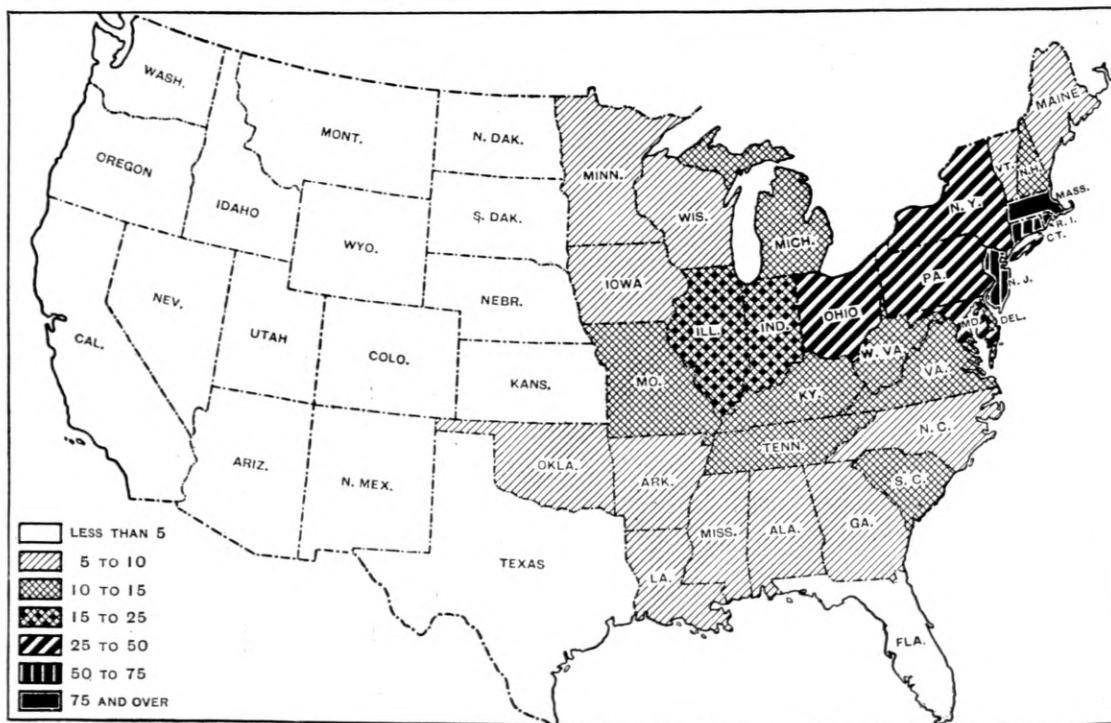 WASH.
MONT.
N. DAK.
MINN.
MAINE
OREGON
IDAHO
S. DAK.
WIS.
MICH.
VT.
N.H.
MASS.
N. Y.
R. I.
CT.
WYO.
NEBR.
IOWA
PA.
N. J.
NEV.
UTAH
COLO.
ILL.
IND.
OHIO
MD.
DEL.
CAL.
KANS.
MO.
KY.
W. VA.
VA.
ARIZ.
N. MEX.
OKLA.
ARK.
TENN.
N. C.
S. C.
TEXAS
LA.
MISS.
ALA.
GA.
FLA.
LESS THAN 5
5 TO 10
10 TO 15
15 TO 25
25 TO 50
50 TO 75
75 AND OVER